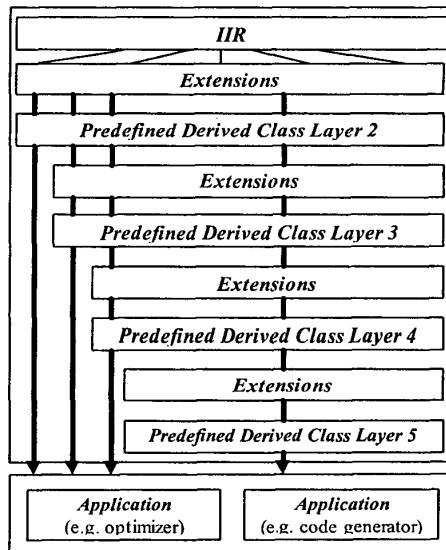 IIR
Extensions
Predefined Derived Class Layer 2
Extensions
Predefined Derived Class Layer 3
Extensions
Predefined Derived Class Layer 4
Extensions
Predefined Derived Class Layer 5
Application
(e.g. optimizer)
Application
(e.g. code generator)